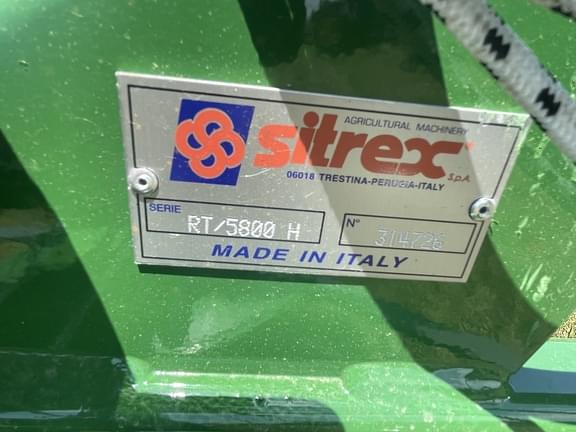 AGRICULTURAL MACHINERY
sitrex S.p.A.
06018 TRESTINA-PERUGIA-ITALY
SERIE RT/5800 H N° 314726
MADE IN ITALY